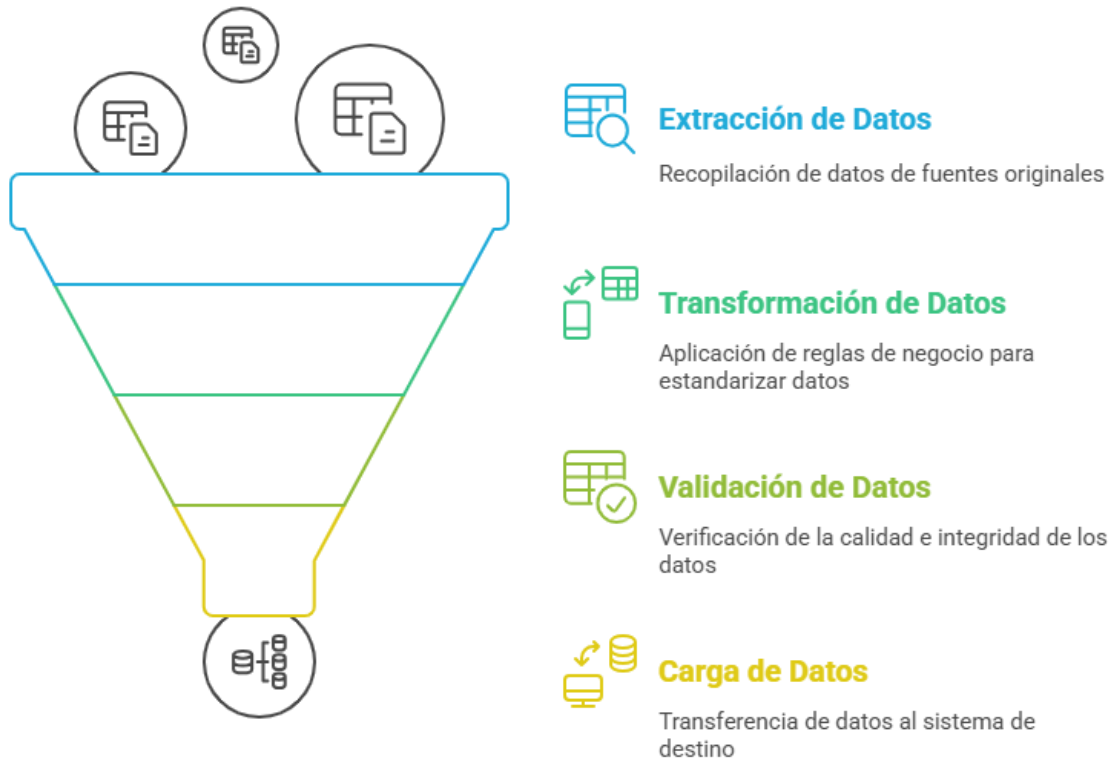 Extracción de Datos
Recopilación de datos de fuentes originales
Transformación de Datos
Aplicación de reglas de negocio para
estandarizar datos
Validación de Datos
Verificación de la calidad e integridad de los
datos
Carga de Datos
Transferencia de datos al sistema de
destino